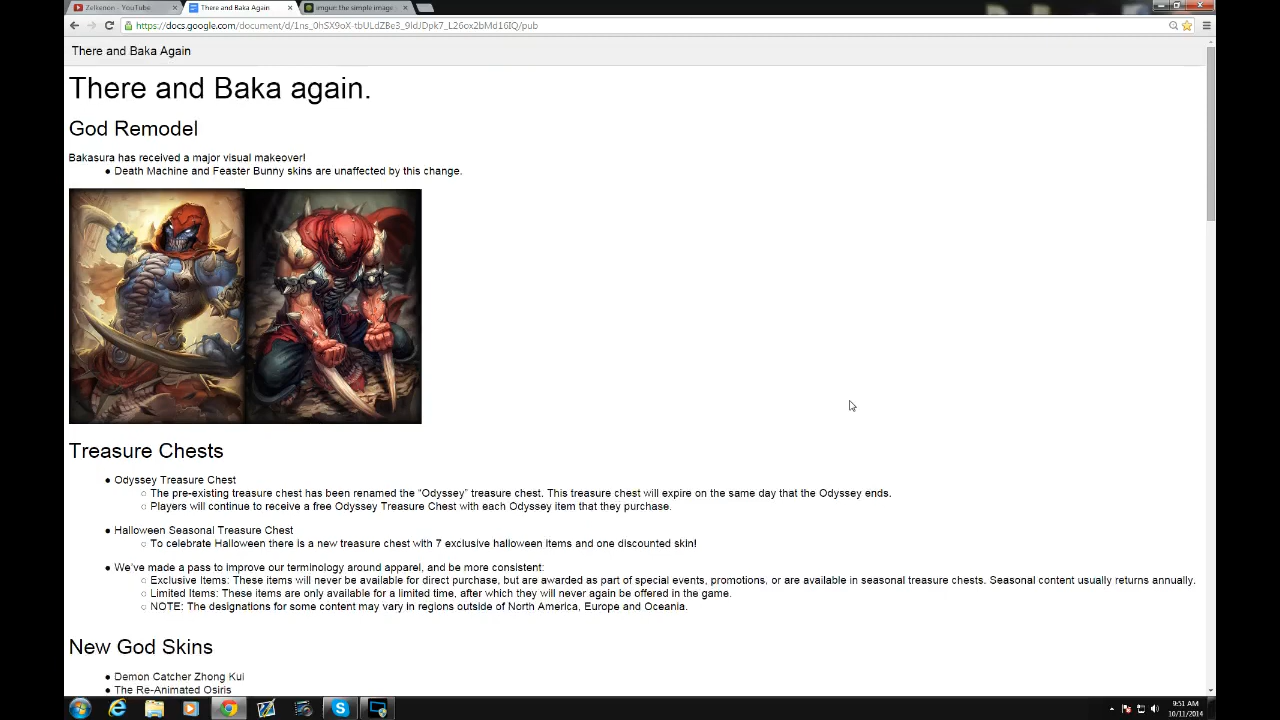 Zelkenon - YouTube
There and Baka Again
imgur: the simple image
https://docs.google.com/document/d/1ns_0hSX9oX-tbULdZBe3_9ldJDpk7_L26ox2bMd16IQ/pub
There and Baka Again
There and Baka again.
God Remodel
Bakasura has received a major visual makeover!
● Death Machine and Feaster Bunny skins are unaffected by this change.
Treasure Chests
● Odyssey Treasure Chest
○ The pre-existing treasure chest has been renamed the “Odyssey” treasure chest. This treasure chest will expire on the same day that the Odyssey ends.
○ Players will continue to receive a free Odyssey Treasure Chest with each Odyssey item that they purchase.
● Halloween Seasonal Treasure Chest
○ To celebrate Halloween there is a new treasure chest with 7 exclusive halloween items and one discounted skin!
● We've made a pass to improve our terminology around apparel, and be more consistent:
○ Exclusive Items: These items will never be available for direct purchase, but are awarded as part of special events, promotions, or are available in seasonal treasure chests. Seasonal content usually returns annually.
○ Limited Items: These items are only available for a limited time, after which they will never again be offered in the game.
○ NOTE: The designations for some content may vary in regions outside of North America, Europe and Oceania.
New God Skins
● Demon Catcher Zhong Kui
● The Re-Animated Osiris
9:51 AM
10/11/2014